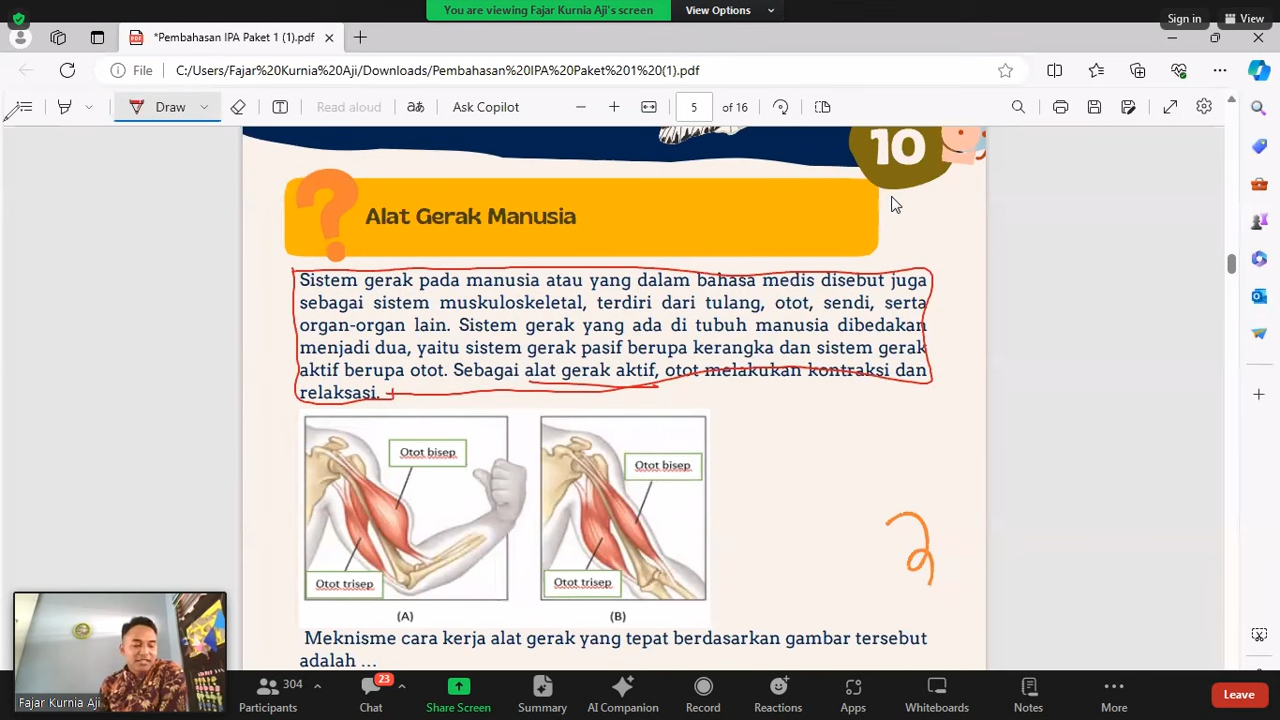 You are viewing Fajar Kurnia Aji's screen
View Options
Sign in
View
*Pembahasan IPA Paket 1 (1).pdf
File
C:/Users/Fajar%20Kurnia%20Aji/Downloads/Pembahasan%20IPA%20Paket%201%20(1).pdf
Draw
Read aloud
aあ
Ask Copilot
5
of 16
10
?
Alat Gerak Manusia
Sistem gerak pada manusia atau yang dalam bahasa medis disebut juga
sebagai sistem muskuloskeletal, terdiri dari tulang, otot, sendi, serta
organ-organ lain. Sistem gerak yang ada di tubuh manusia dibedakan
menjadi dua, yaitu sistem gerak pasif berupa kerangka dan sistem gerak
aktif berupa otot. Sebagai alat gerak aktif, otot melakukan kontraksi dan
relaksasi.
Otot bisep
Otot trisep
(A)
Otot bisep
Otot trisep
(B)
Meknisme cara kerja alat gerak yang tepat berdasarkan gambar tersebut
adalah ...
Fajar Kurnia Aji
304
Participants
23
Chat
Share Screen
Summary
AI Companion
Record
Reactions
Apps
Whiteboards
Notes
More
Leave